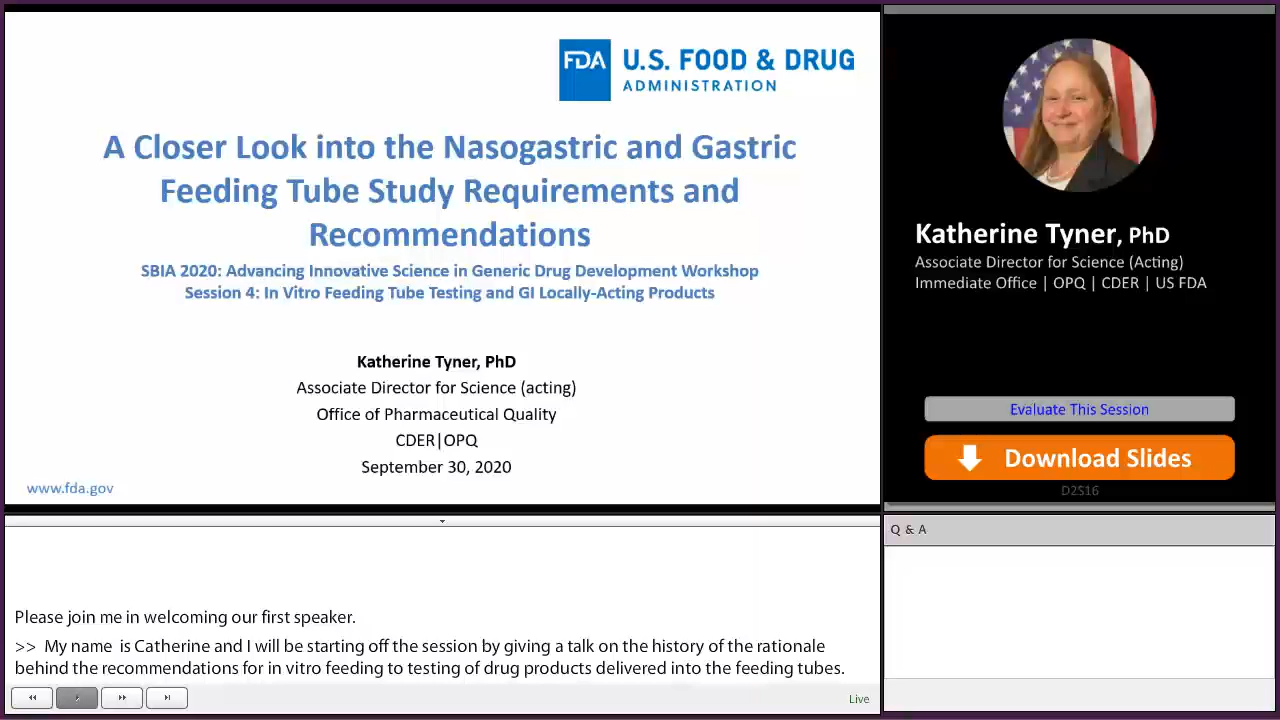 FDA
U.S. FOOD & DRUG
ADMINISTRATION
A Closer Look into the Nasogastric and Gastric
Feeding Tube Study Requirements and
Recommendations
SBIA 2020: Advancing Innovative Science in Generic Drug Development Workshop
Session 4: In Vitro Feeding Tube Testing and GI Locally-Acting Products
Katherine Tyner, PhD
Associate Director for Science (acting)
Office of Pharmaceutical Quality
CDER|OPQ
September 30, 2020
www.fda.gov
Katherine Tyner, PhD
Associate Director for Science (Acting)
Immediate Office | OPQ | CDER | US FDA
Evaluate This Session
Download Slides
D2S16
Please join me in welcoming our first speaker.
>> My name is Catherine and I will be starting off the session by giving a talk on the history of the rationale
behind the recommendations for in vitro feeding to testing of drug products delivered into the feeding tubes.
Live
Q & A